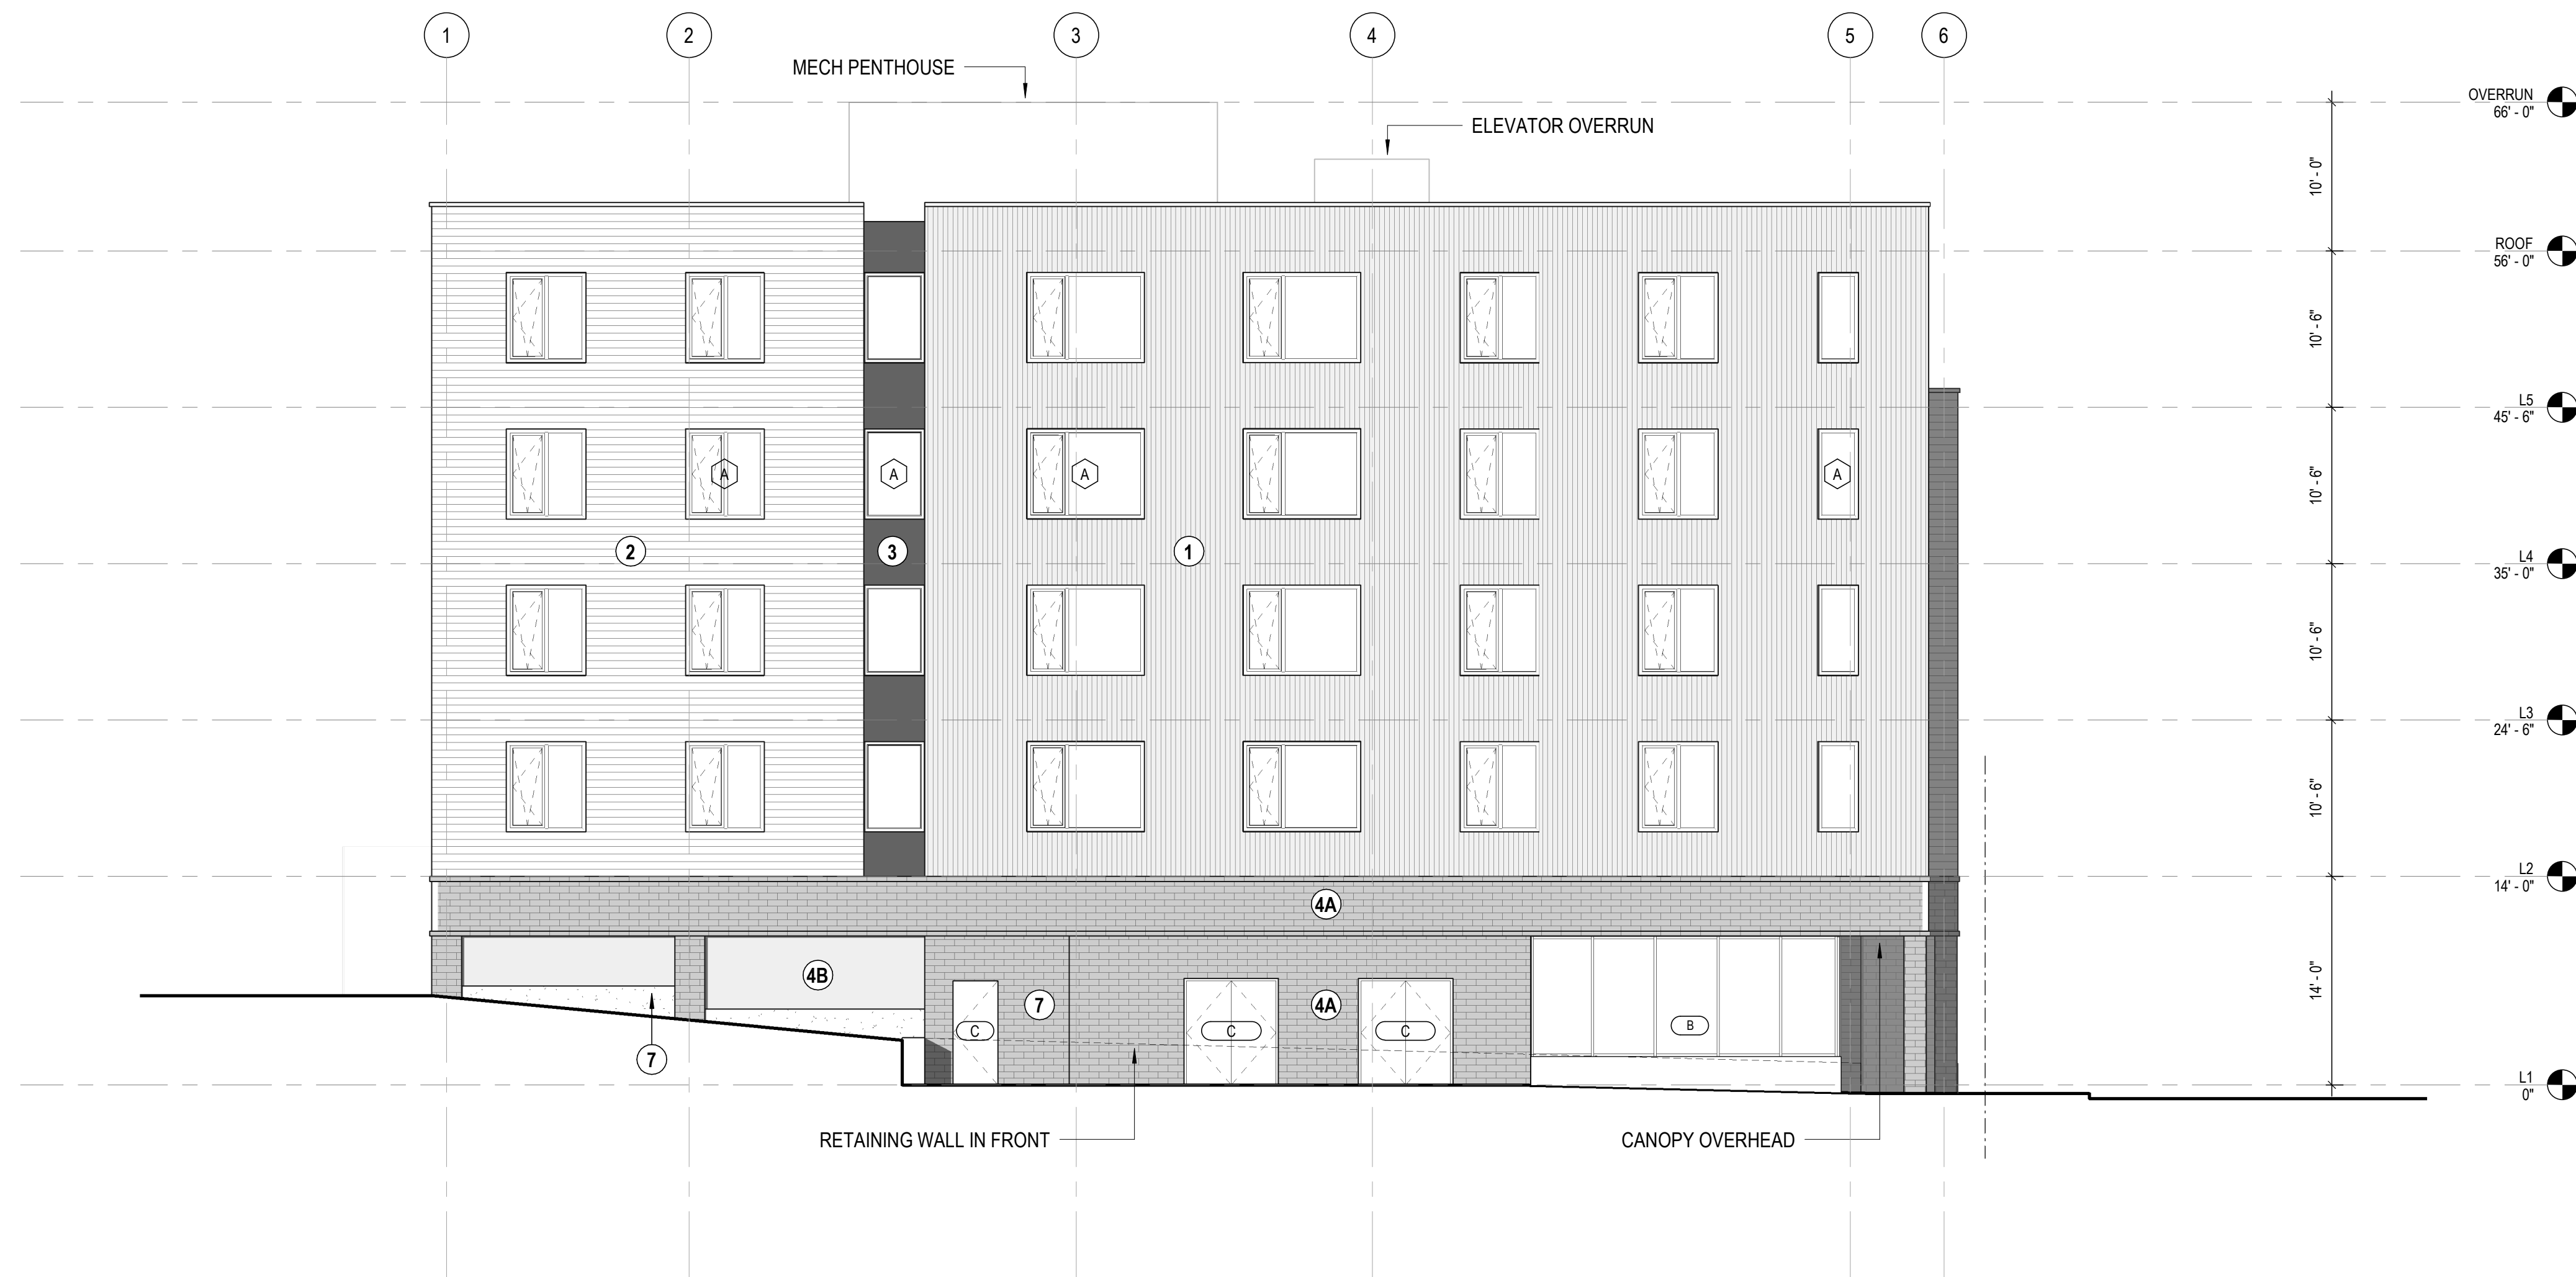 1
2
3
4
5
6
MECH PENTHOUSE
ELEVATOR OVERRUN
OVERRUN
66' - 0"
10' - 0"
ROOF
56' - 0"
10' - 6"
L5
45' - 6"
A
A
A
A
10' - 6"
2
3
1
L4
35' - 0"
10' - 6"
L3
24' - 6"
10' - 6"
L2
14' - 0"
4A
4B
7
4A
14' - 0"
C
C
C
B
7
L1
0"
RETAINING WALL IN FRONT
CANOPY OVERHEAD